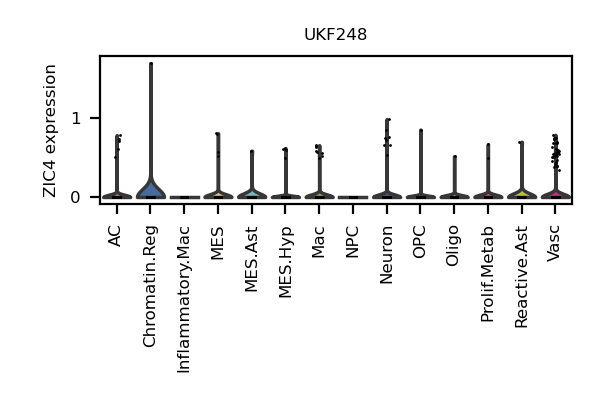 UKF248
ZIC4 expression
1
0
AC
Chromatin.Reg
Inflammatory.Mac
MES
MES.Ast
MES.Hyp
Mac
NPC
Neuron
OPC
Oligo
Prolif.Metab
Reactive.Ast
Vasc